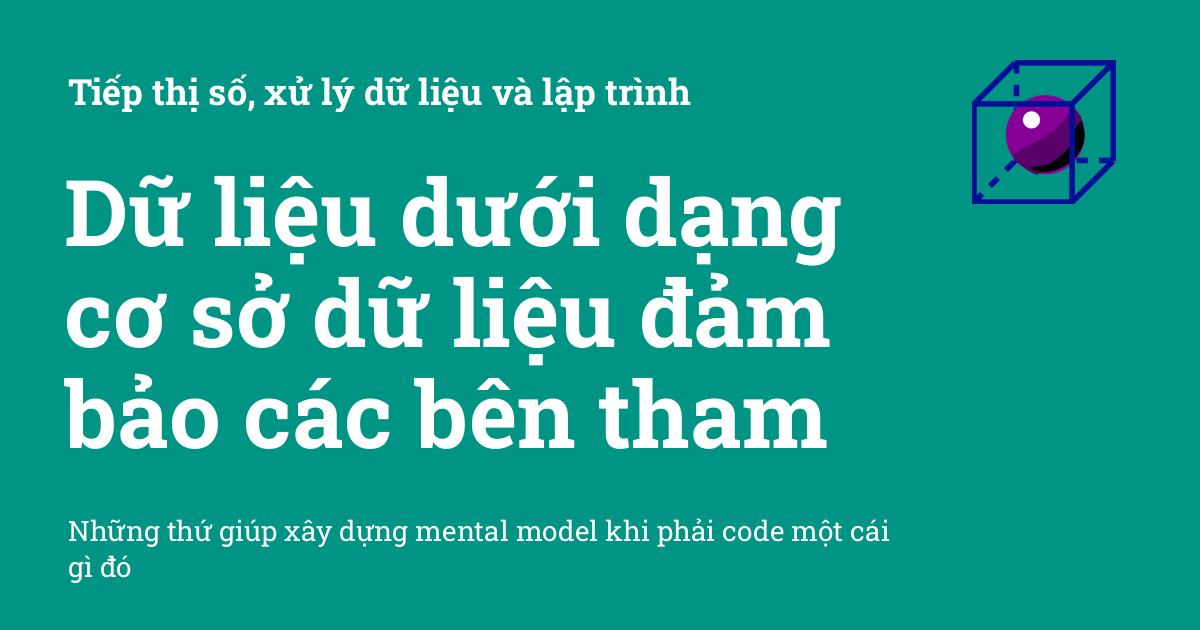 Tiếp thị số, xử lý dữ liệu và lập trình
Dữ liệu dưới dạng
cơ sở dữ liệu đảm
bảo các bên tham
Những thứ giúp xây dựng mental model khi phải code một cái
gì đó